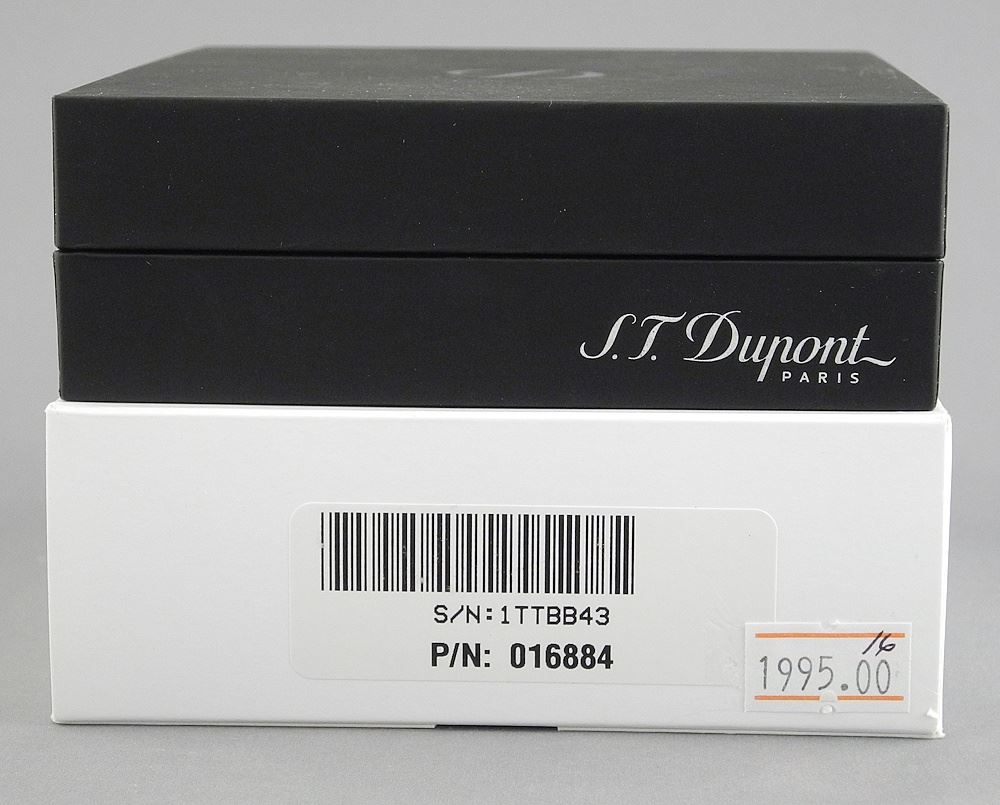 S.T. Dupont
PARIS
S/N:1TTBB43
P/N: 016884
16
1995.00